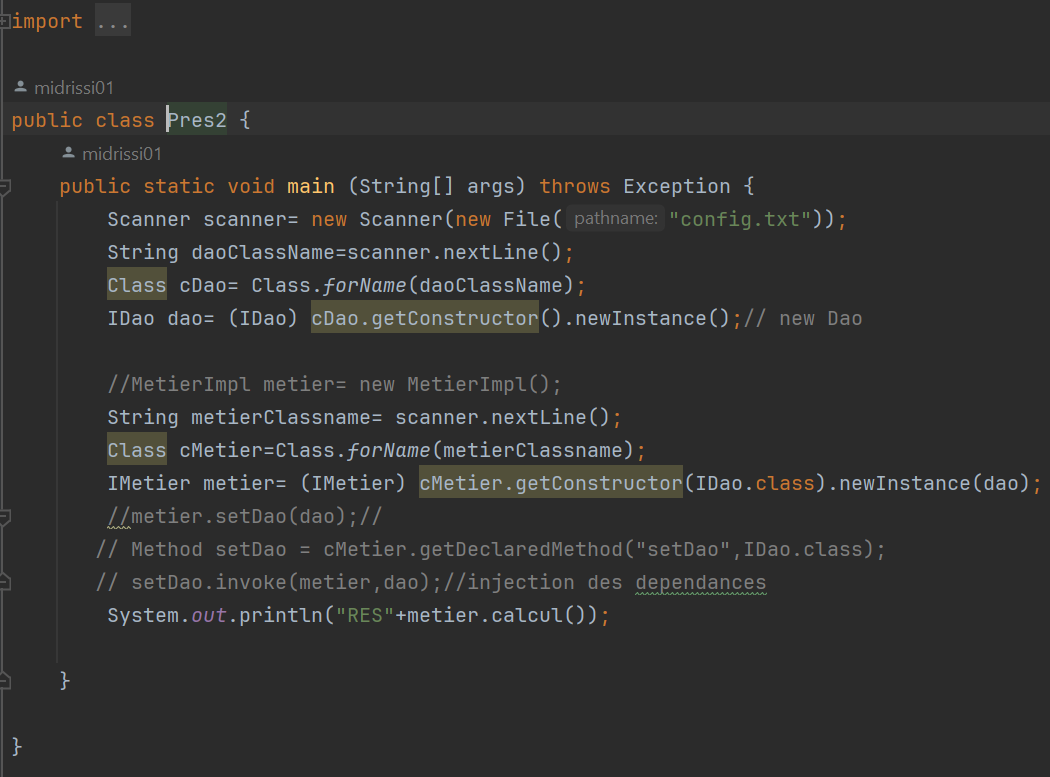 import ...
midrissi01
public class Pres2 {
midrissi01
public static void main (String[] args) throws Exception {
Scanner scanner= new Scanner(new File( pathname: "config.txt"));
String daoClassName=scanner.nextLine();
Class cDao= Class.forName(daoClassName);
IDao dao= (IDao) cDao.getConstructor().newInstance();// new Dao
//MetierImpl metier= new MetierImpl();
String metierClassname= scanner.nextLine();
Class cMetier=Class.forName(metierClassname);
IMetier metier= (IMetier) cMetier.getConstructor(IDao.class).newInstance(dao);
//metier.setDao(dao);//
// Method setDao = cMetier.getDeclaredMethod("setDao",IDao.class);
// setDao.invoke(metier,dao);//injection des dependances
System.out.println("RES"+metier.calcul());
}
}